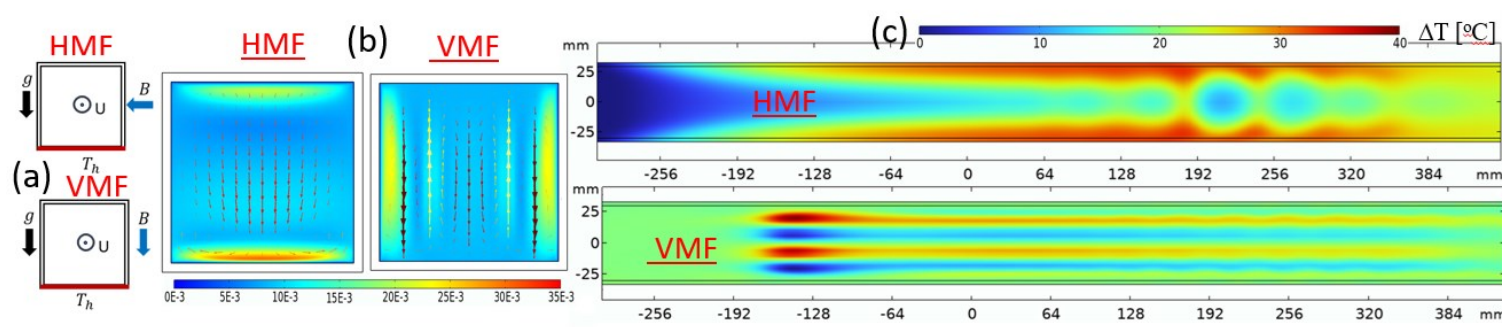 HMF
g
U
B
T_h
(a)
VMF
g
B
U
T_h
HMF
(b)
VMF
0E-3 5E-3 10E-3 15E-3 20E-3 25E-3 30E-3 35E-3
(c)
0 10 20 30 40
ΔT [°C]
mm
25
0
-25
HMF
-256 -192 -128 -64 0 64 128 192 256 320 384 mm
mm
25
0
-25
VMF
-256 -192 -128 -64 0 64 128 192 256 320 384 mm